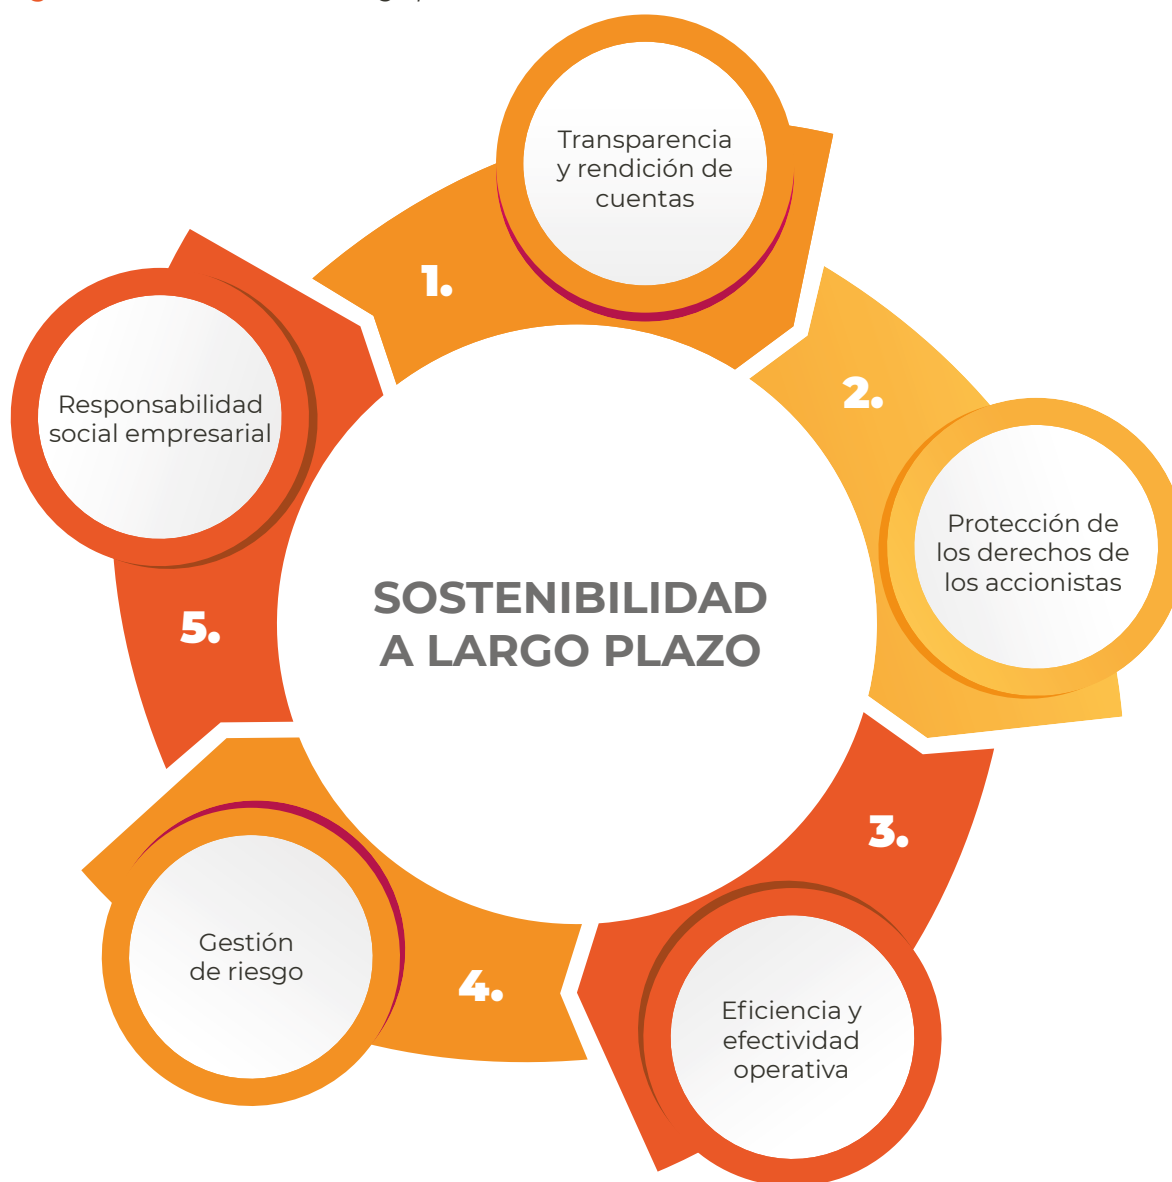 1.
Transparencia
y rendición de
cuentas
2.
Protección de
los derechos de
los accionistas
3.
Eficiencia y
efectividad
operativa
4.
Gestión
de riesgo
5.
Responsabilidad
social empresarial
SOSTENIBILIDAD
A LARGO PLAZO